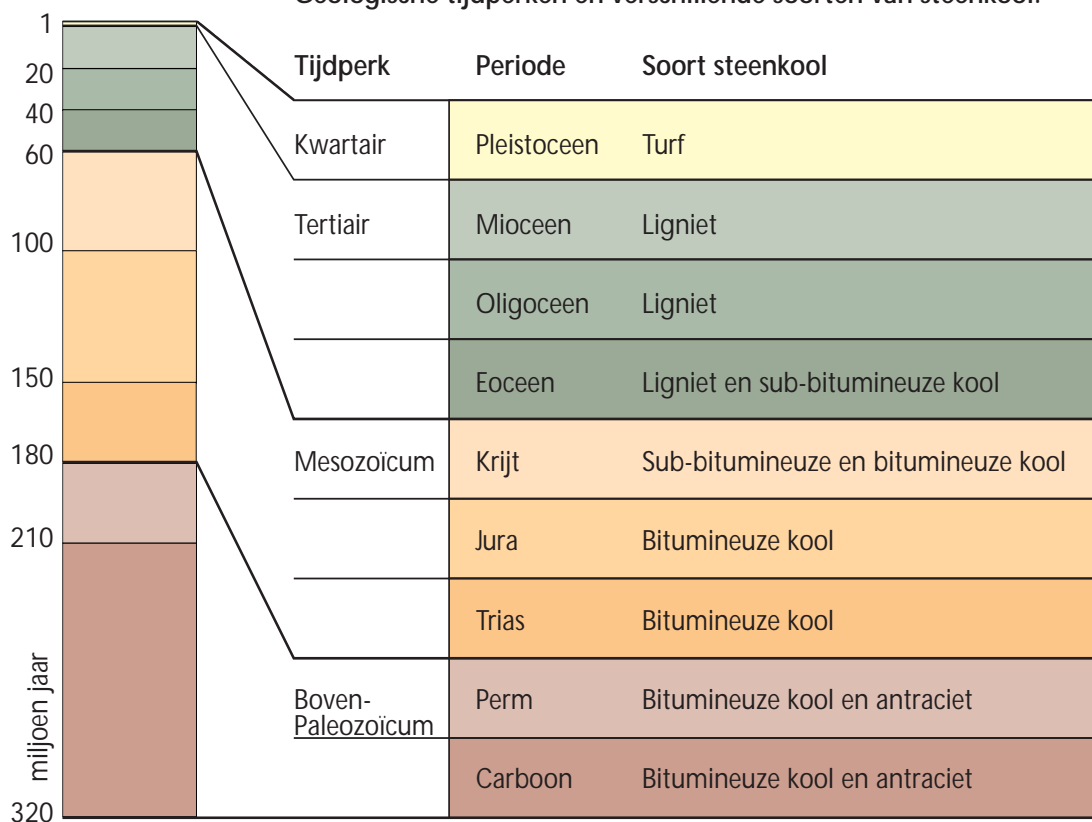 Geologische tijdperken en verschillende soorten van steenkool.
Tijdperk Periode Soort steenkool
Kwartair Pleistoceen Turf
Tertiair Mioceen Ligniet
Oligoceen Ligniet
Eoceen Ligniet en sub-bitumineuze kool
Mesozoïcum Krijt Sub-bitumineuze en bitumineuze kool
Jura Bitumineuze kool
Trias Bitumineuze kool
Boven-
Paleozoïcum Perm Bitumineuze kool en antraciet
Carboon Bitumineuze kool en antraciet
1
20
40
60
100
150
180
210
320
miljoen jaar